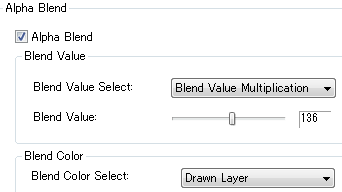 Alpha Blend
Alpha Blend
Blend Value
Blend Value Select: Blend Value Multiplication
Blend Value: 136
Blend Color
Blend Color Select: Drawn Layer